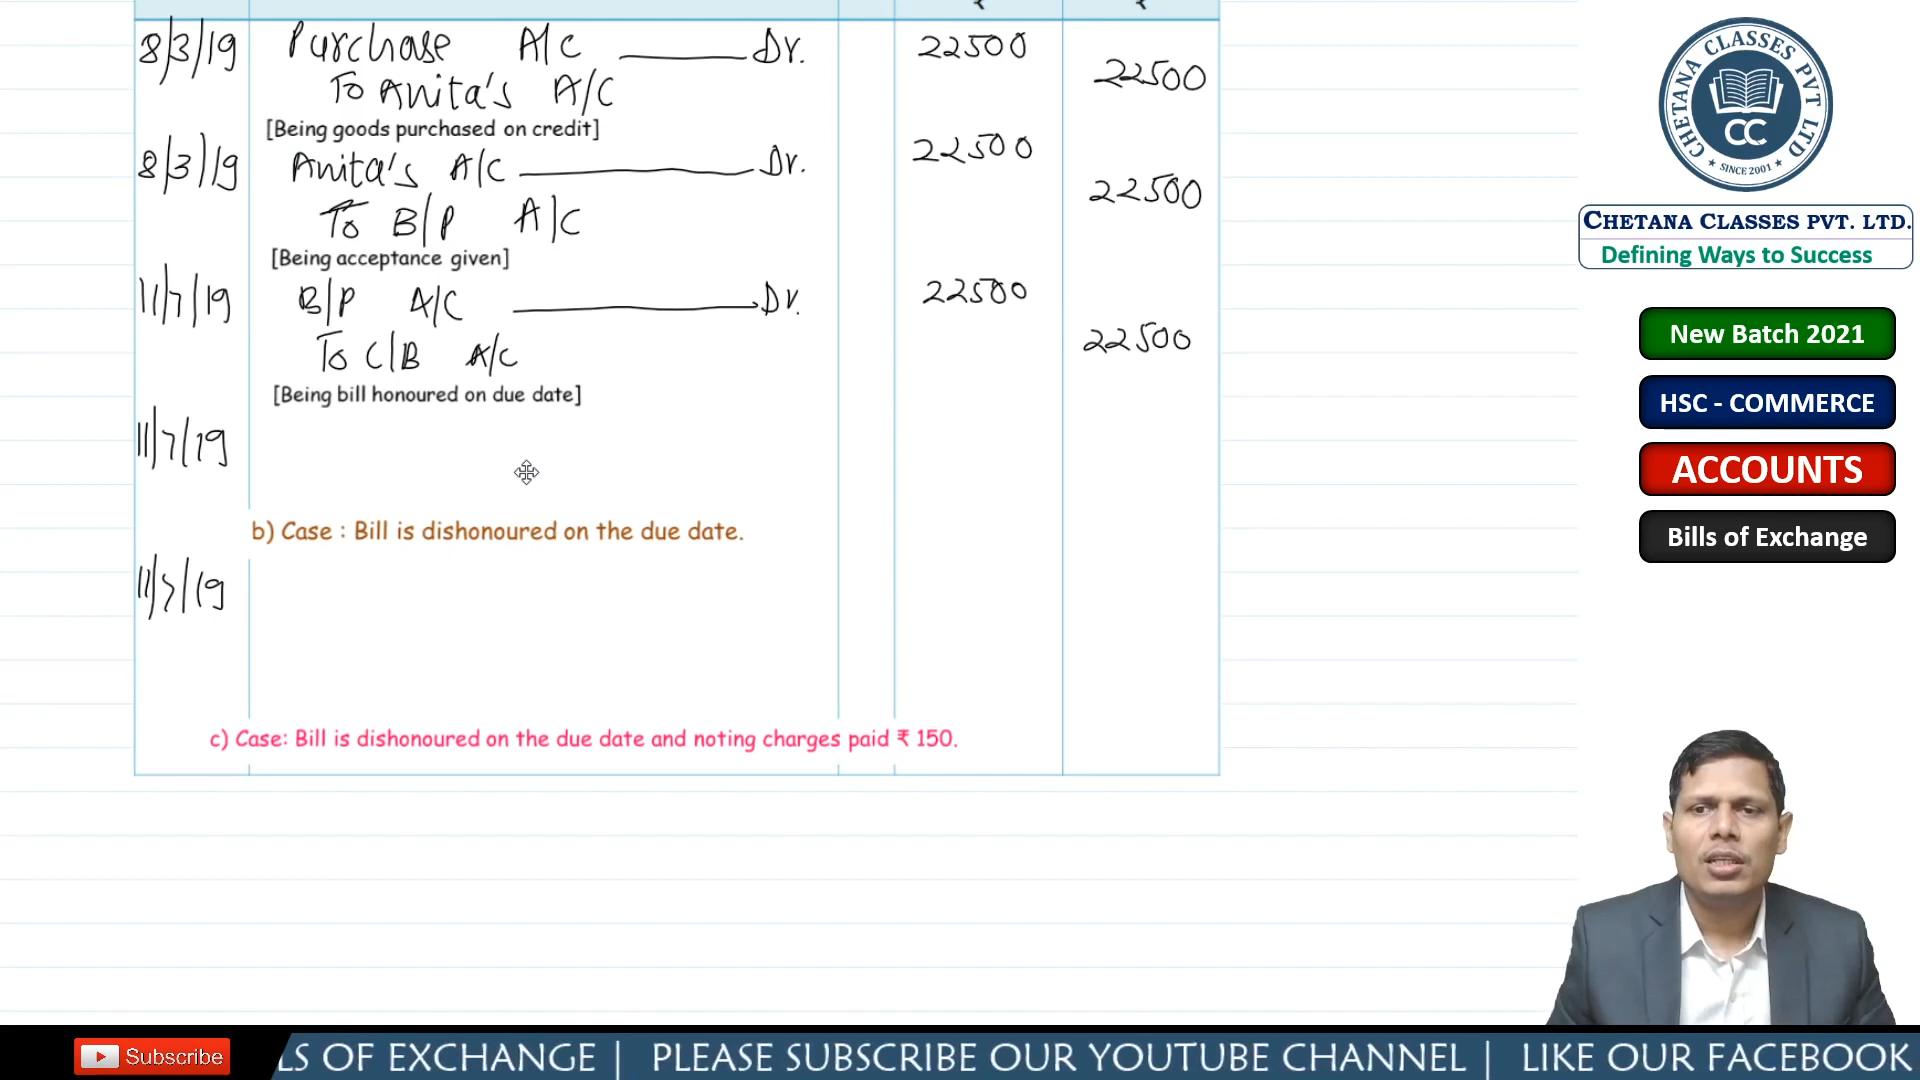 ₹ ₹
8/3/19 Purchase A/C Dr. 22500
To Anita's A/C 22500
[Being goods purchased on credit]
8/3/19 Anita's A/C Dr. 22500
To B/P A/C 22500
[Being acceptance given]
11/7/19 B/P A/C Dr. 22500
To C/B A/C 22500
[Being bill honoured on due date]
11/7/19
b) Case : Bill is dishonoured on the due date.
11/7/19
c) Case: Bill is dishonoured on the due date and noting charges paid ₹ 150.
CHETANA CLASSES PVT LTD
CC
SINCE 2001
CHETANA CLASSES PVT. LTD.
Defining Ways to Success
New Batch 2021
HSC - COMMERCE
ACCOUNTS
Bills of Exchange
Subscribe
LS OF EXCHANGE | PLEASE SUBSCRIBE OUR YOUTUBE CHANNEL | LIKE OUR FACEBOOK